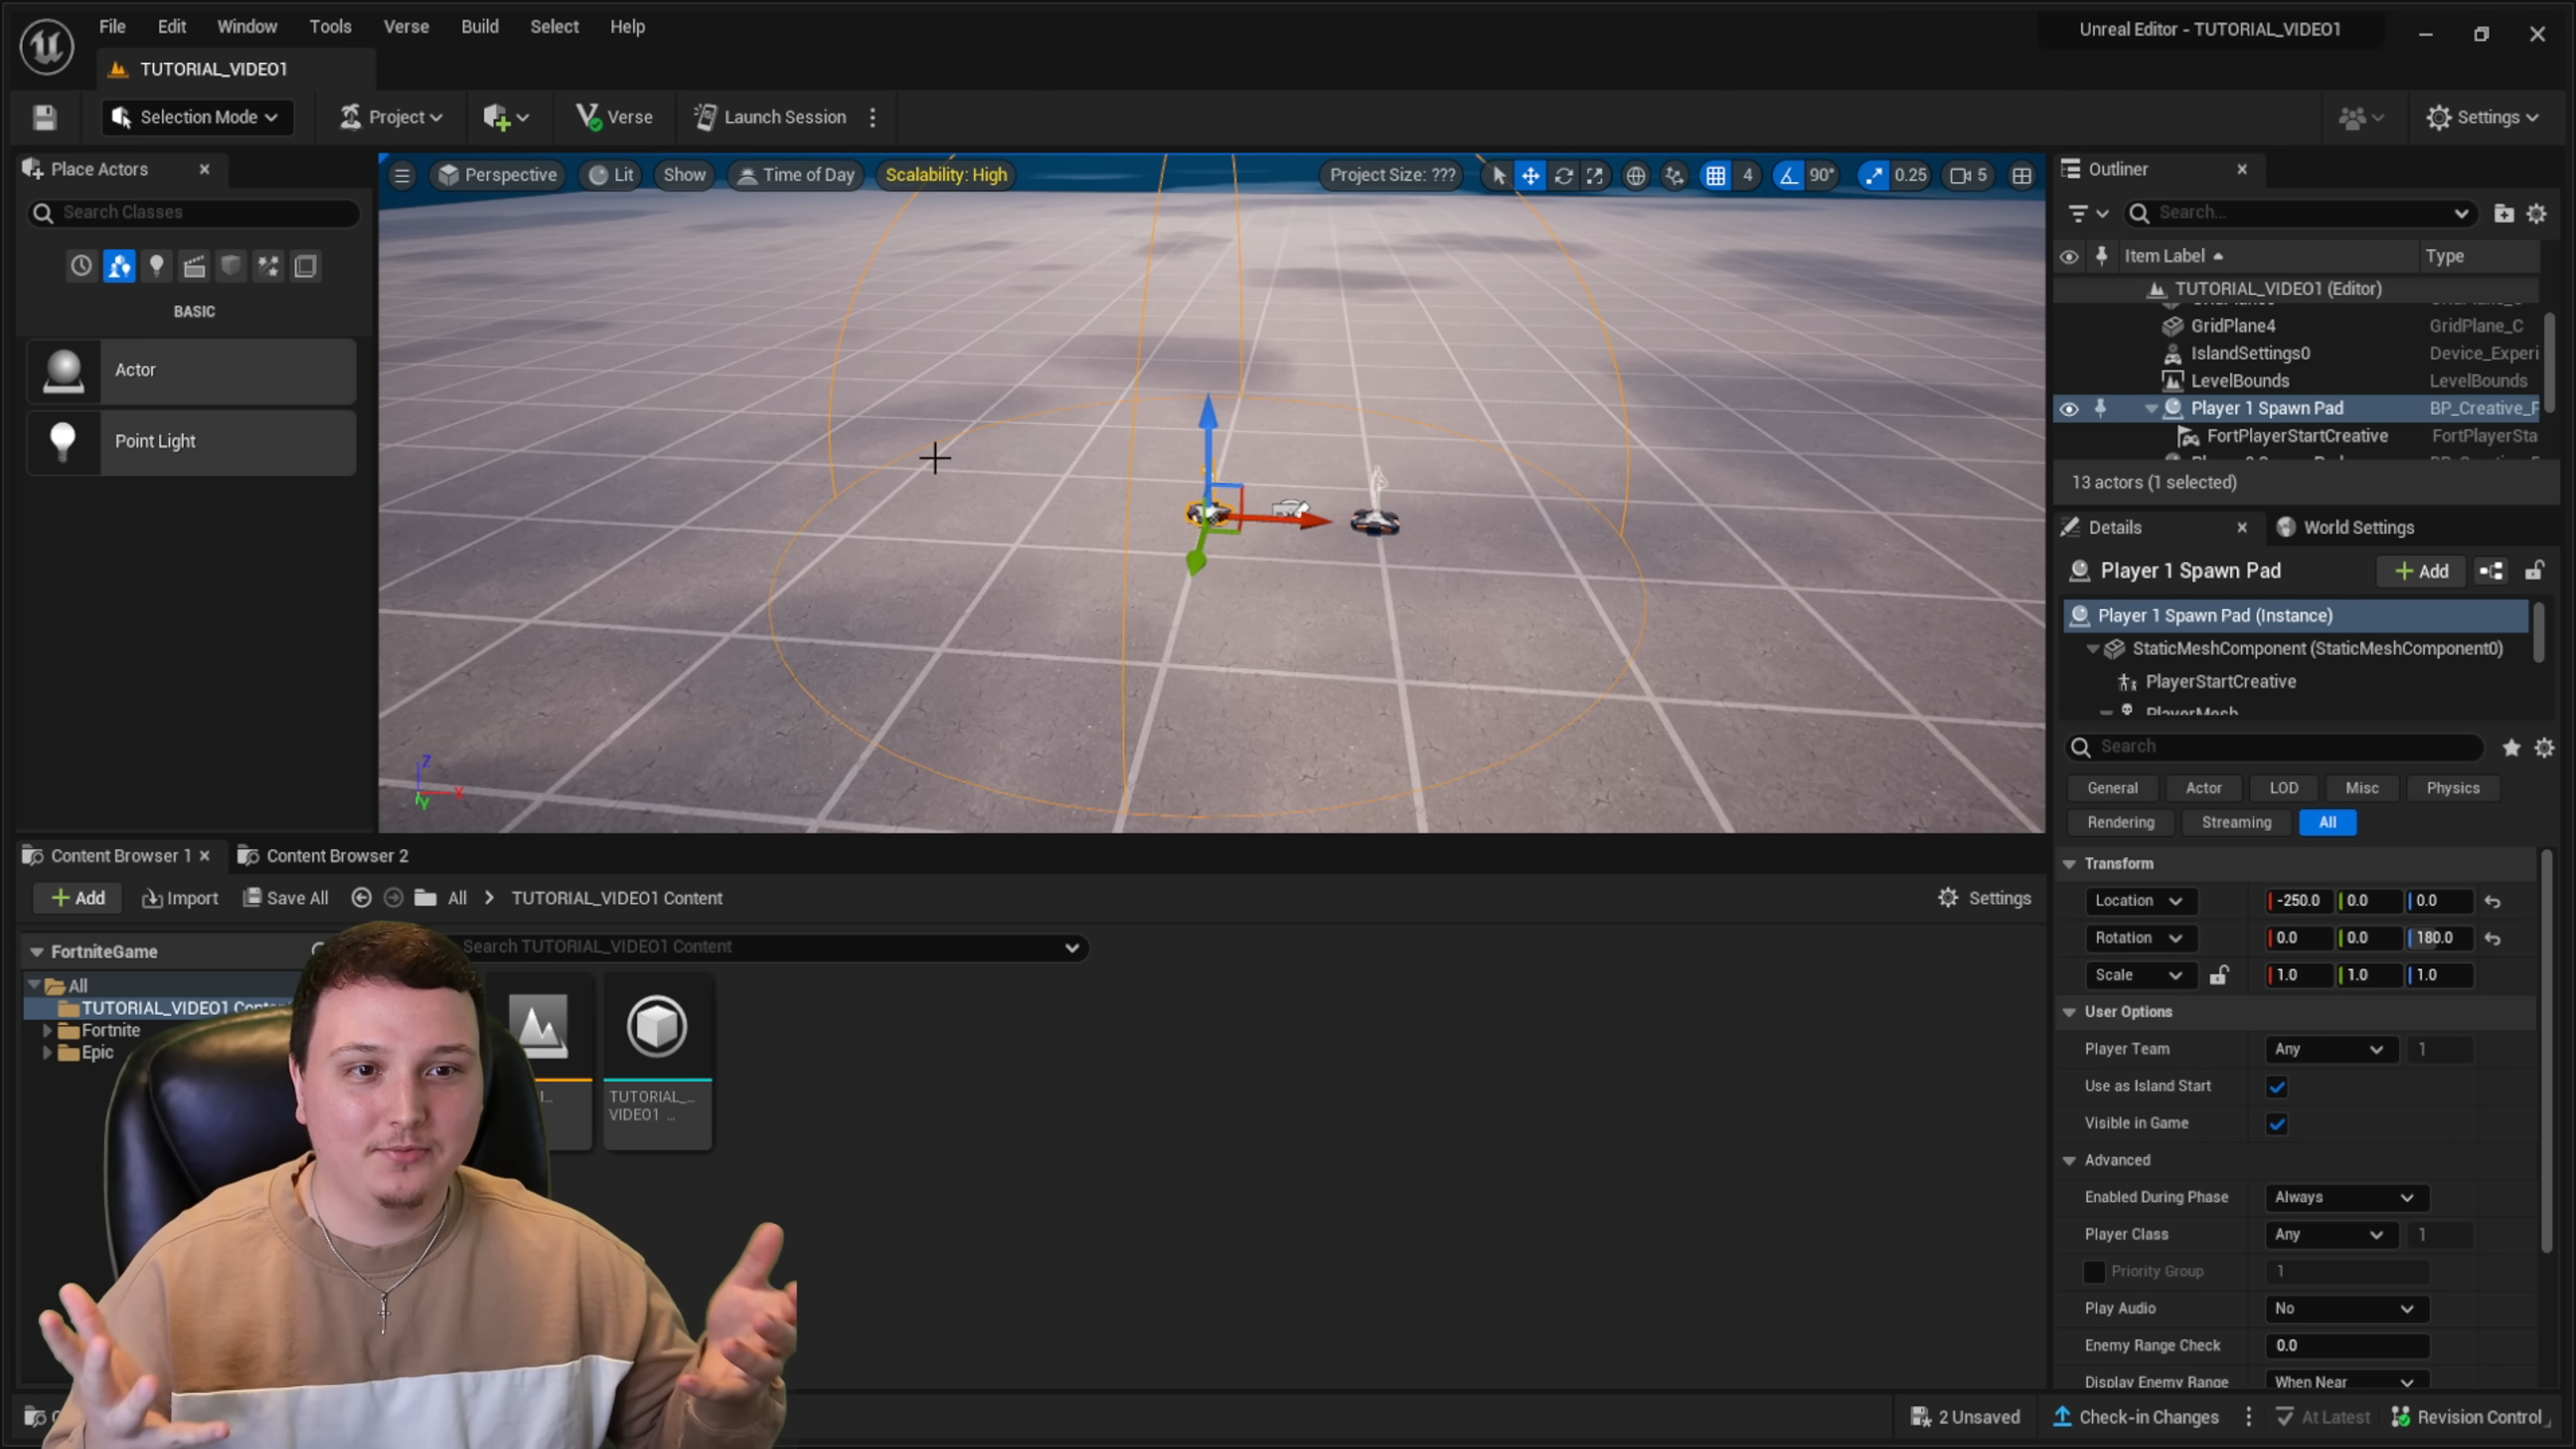 File Edit Window Tools Verse Build Select Help
Unreal Editor - TUTORIAL_VIDEO1
TUTORIAL_VIDEO1
Selection Mode Project Verse Launch Session Settings
Place Actors
Search Classes
BASIC
Actor
Point Light
Perspective Lit Show Time of Day Scalability: High Project Size: ??? 4 90° 0.25 5
Z
X
Y
Outliner
Search...
Item Label Type
TUTORIAL_VIDEO1 (Editor)
GridPlane4 GridPlane_C
IslandSettings0 Device_Experi
LevelBounds LevelBounds
Player 1 Spawn Pad BP_Creative_P
FortPlayerStartCreative FortPlayerSta
13 actors (1 selected)
Details World Settings
Player 1 Spawn Pad + Add
Player 1 Spawn Pad (Instance)
StaticMeshComponent (StaticMeshComponent0)
PlayerStartCreative
PlayerMesh
Search
General Actor LOD Misc Physics
Rendering Streaming All
Transform
Location -250.0 0.0 0.0
Rotation 0.0 0.0 180.0
Scale 1.0 1.0 1.0
User Options
Player Team Any 1
Use as Island Start
Visible in Game
Advanced
Enabled During Phase Always
Player Class Any 1
Priority Group 1
Play Audio No
Enemy Range Check 0.0
Display Enemy Range When Near
Content Browser 1 Content Browser 2
+ Add Import Save All All > TUTORIAL_VIDEO1 Content Settings
FortniteGame
Search TUTORIAL_VIDEO1 Content
All
TUTORIAL_VIDEO1
Fortnite
Epic
TUTORIAL_...
VIDEO1 ...
2 Unsaved Check-in Changes At Latest Revision Control